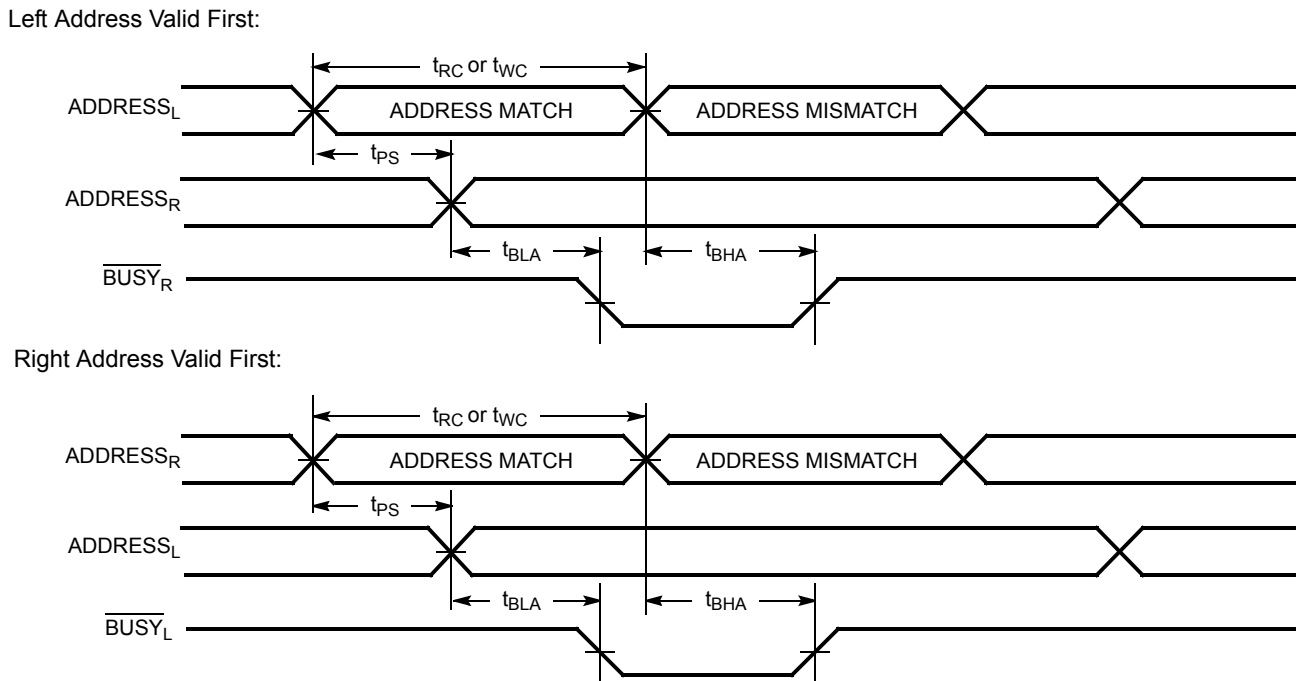 Left Address Valid First:
tRC or tWC
ADDRESSL
ADDRESS MATCH
ADDRESS MISMATCH
tPS
ADDRESSR
tBLA
tBHA
BUSYR
Right Address Valid First:
tRC or tWC
ADDRESSR
ADDRESS MATCH
ADDRESS MISMATCH
tPS
ADDRESSL
tBLA
tBHA
BUSYL